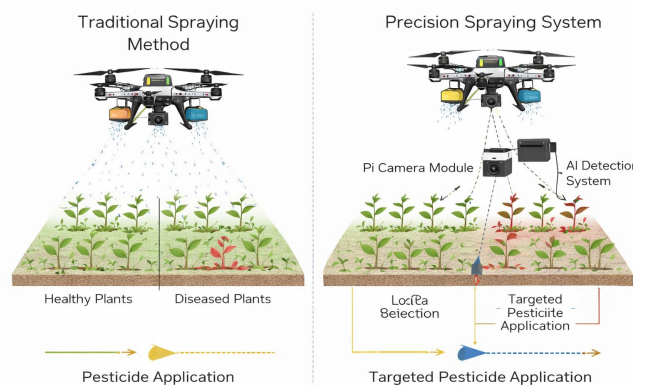 Traditional Spraying
Method
Precision Spraying System
Pi Camera Module
AI Detection
System
Healthy Plants
Diseased Plants
Targeted
Pesticiite
Application
Pesticide Application
Targeted Pesticide Application